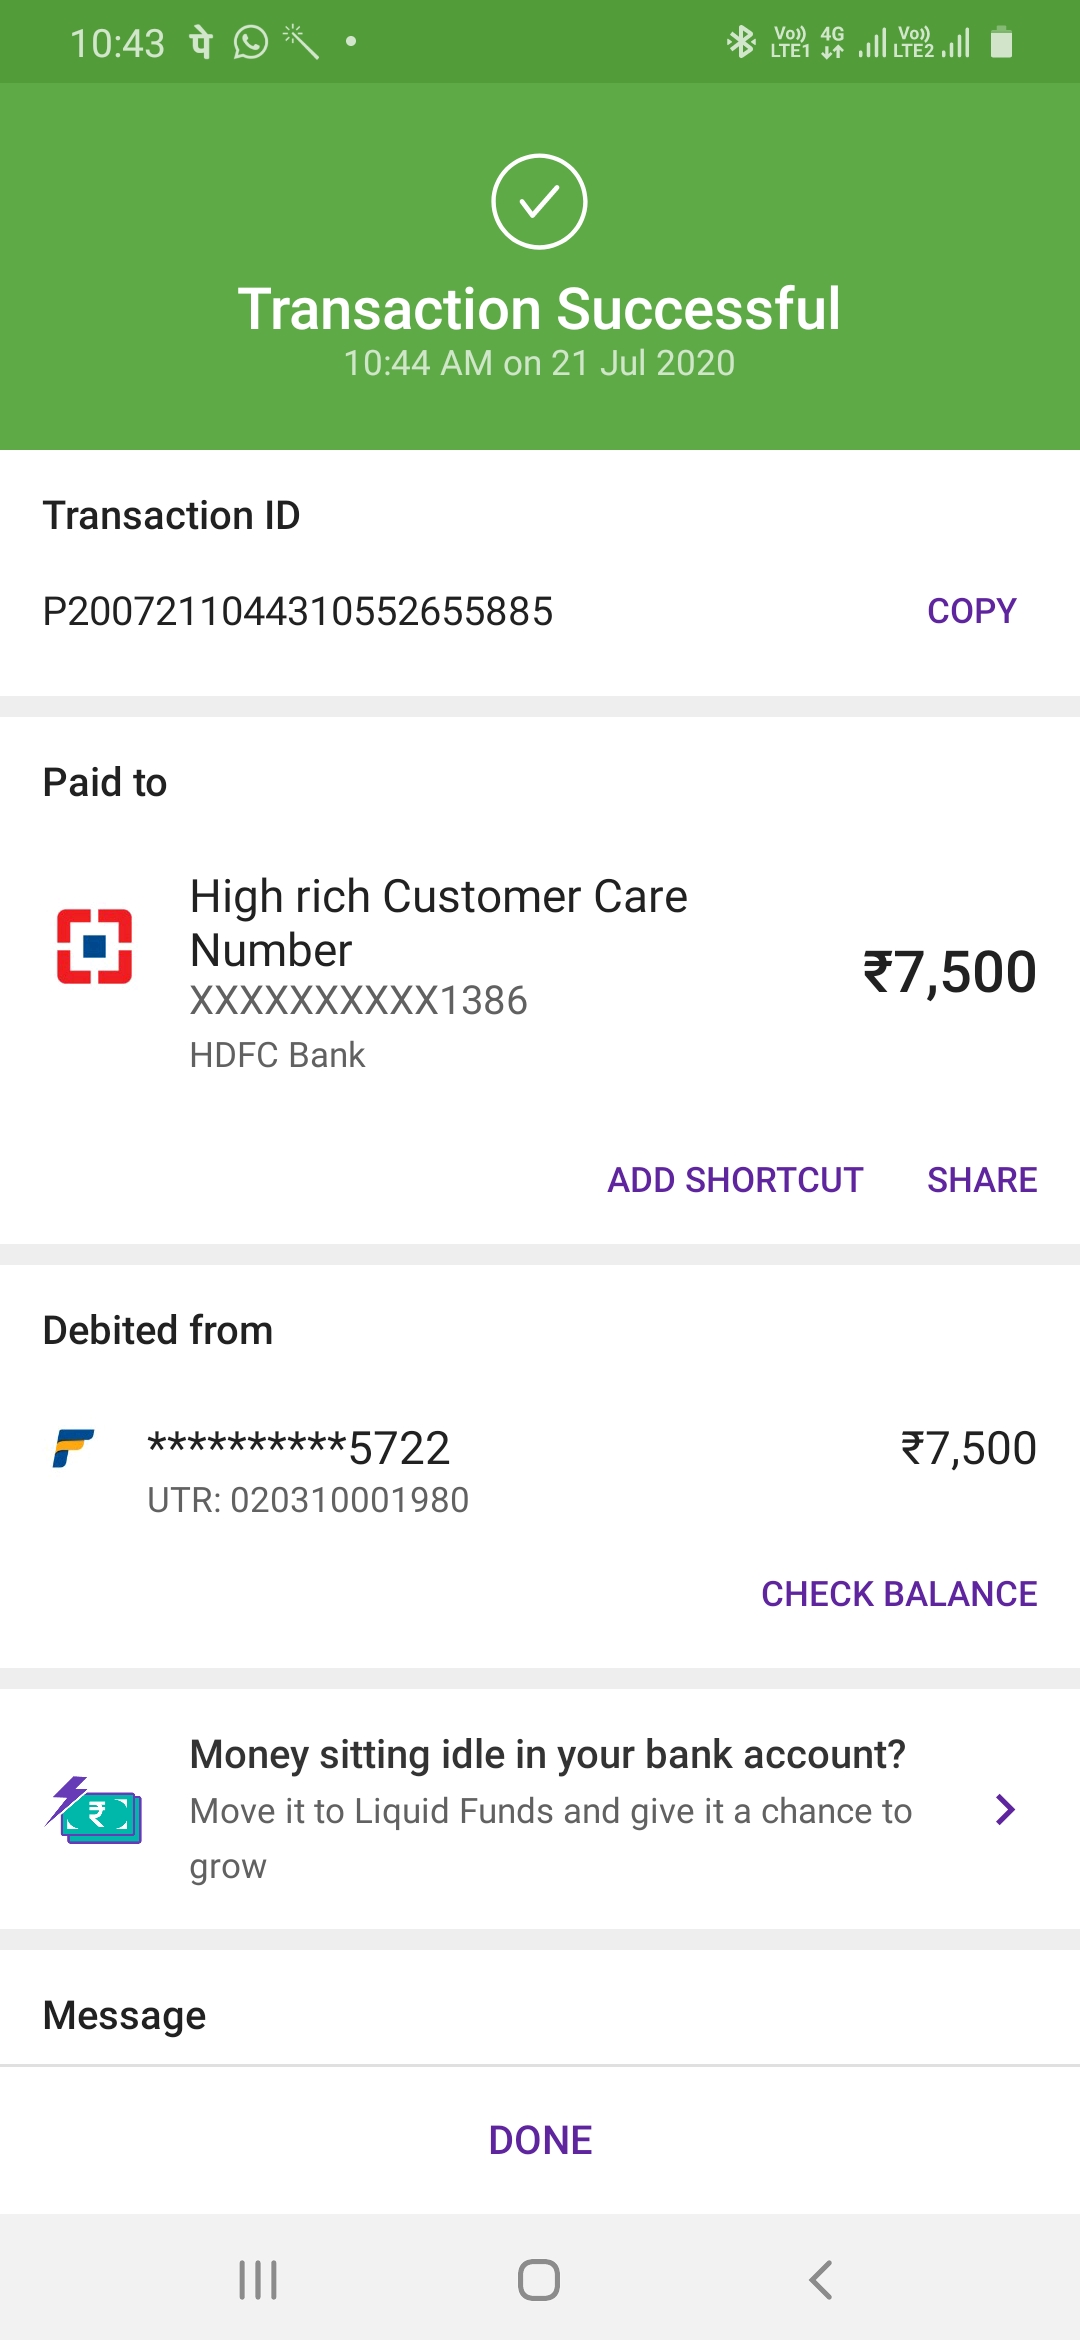 10:43 पे Vo)) LTE1 4G Vo)) LTE2
Transaction Successful
10:44 AM on 21 Jul 2020
Transaction ID
P2007211044310552655885 COPY
Paid to
High rich Customer Care
Number
XXXXXXXXXX1386
₹7,500
HDFC Bank
ADD SHORTCUT SHARE
Debited from
**********5722 ₹7,500
UTR: 020310001980
CHECK BALANCE
Money sitting idle in your bank account?
₹
Move it to Liquid Funds and give it a chance to
grow
Message
DONE